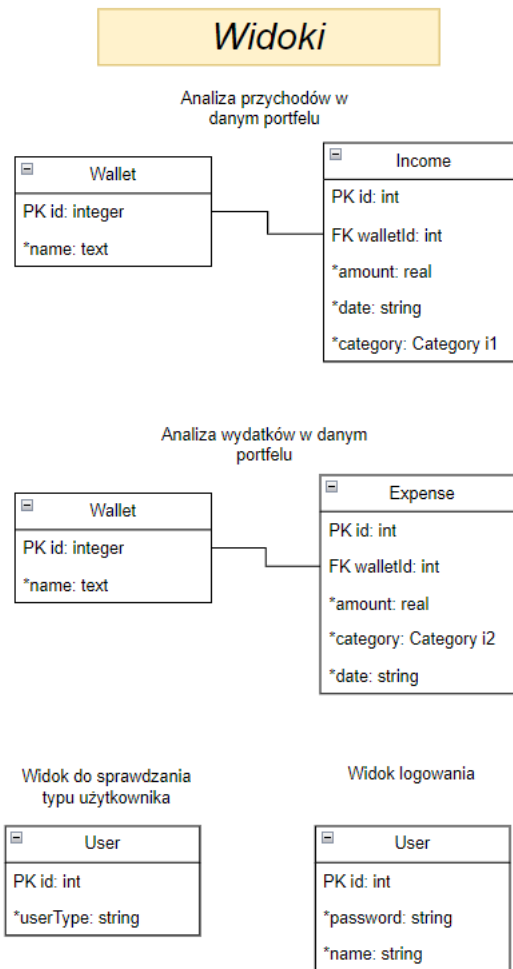 Widoki
Analiza przychodów w
danym portfelu
Wallet
PK id: integer
*name: text
Income
PK id: int
FK walletId: int
*amount: real
*date: string
*category: Category i1
Analiza wydatków w danym
portfelu
Wallet
PK id: integer
*name: text
Expense
PK id: int
FK walletId: int
*amount: real
*category: Category i2
*date: string
Widok do sprawdzania
typu użytkownika
User
PK id: int
*userType: string
Widok logowania
User
PK id: int
*password: string
*name: string